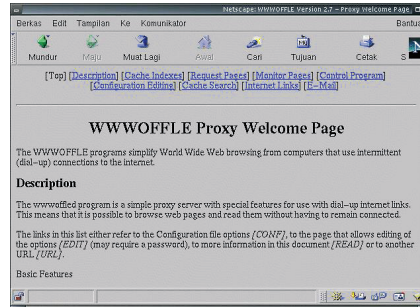 Netscape: WWWOFFLE Version 2.7 - Proxy Welcome Page
Berkas Edit Tampilan Ke Komunikator Bantua
Mundur Maju Muat Lagi Awal Cari Tujuan Cetak S
[Top] [Description] [Cache Indexes] [Request Pages] [Monitor Pages] [Control Program]
[Configuration Editing] [Cache Search] [Internet Links] [E-Mail]
WWWOFFLE Proxy Welcome Page
The WWWOFFLE programs simplify World Wide Web browsing from computers that use intermittent
(dial-up) connections to the internet.
Description
The wwwoffled program is a simple proxy server with special features for use with dial-up internet links.
This means that it is possible to browse web pages and read them without having to remain connected.
The links in this list either refer to the Configuration file options [CONF], to the page that allows editing of
the options [EDIT] (may require a password), to more information in this document [READ] or to another
URL [URL].
Basic Features